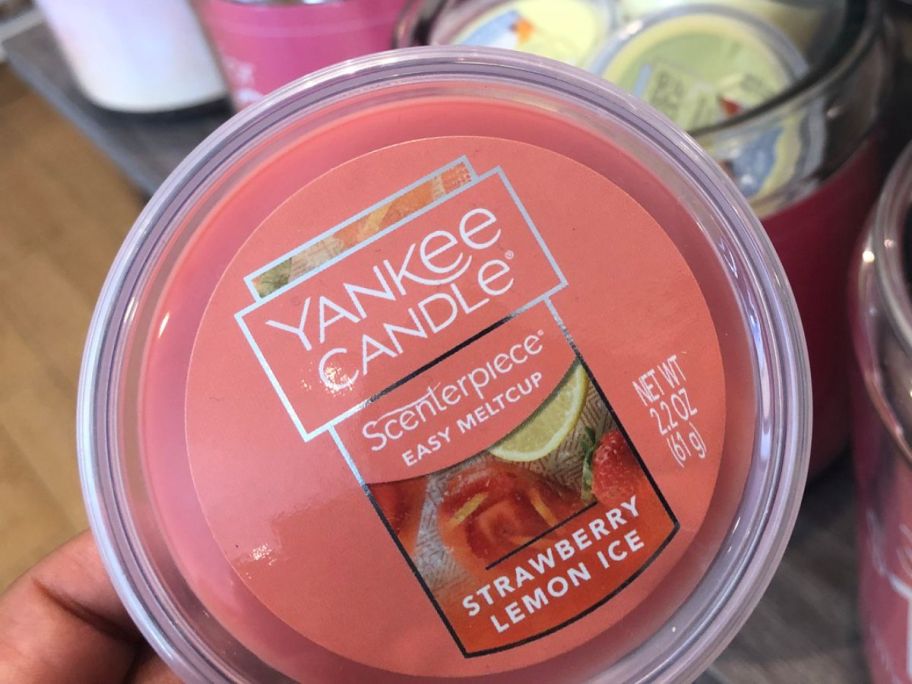 YANKEE
CANDLE®
Scenterpiece®
EASY MELTCUP
NET WT
2.2 OZ
(61 g)
STRAWBERRY
LEMON ICE